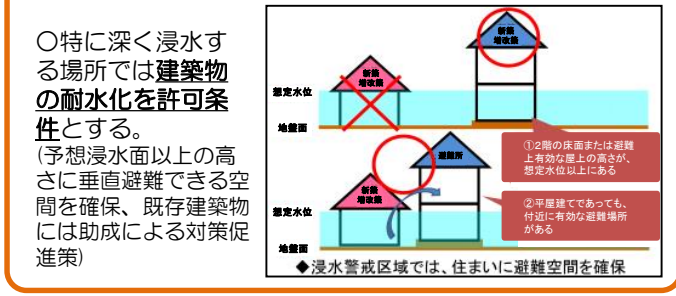 〇特に深く浸水す
る場所では建築物
の耐水化を許可条
件とする。
(予想浸水面以上の高
さに垂直避難できる空
間を確保、既存建築物
には助成による対策促
進策)
新築
増改築
新築
増改築
想定水位
地盤面
①2階の床面または避難
上有効な屋上の高さが、
想定水位以上にある
避難所
新築
増改築
②平屋建てであっても、
付近に有効な避難場所
がある
想定水位
地盤面
◆浸水警戒区域では、住まいに避難空間を確保